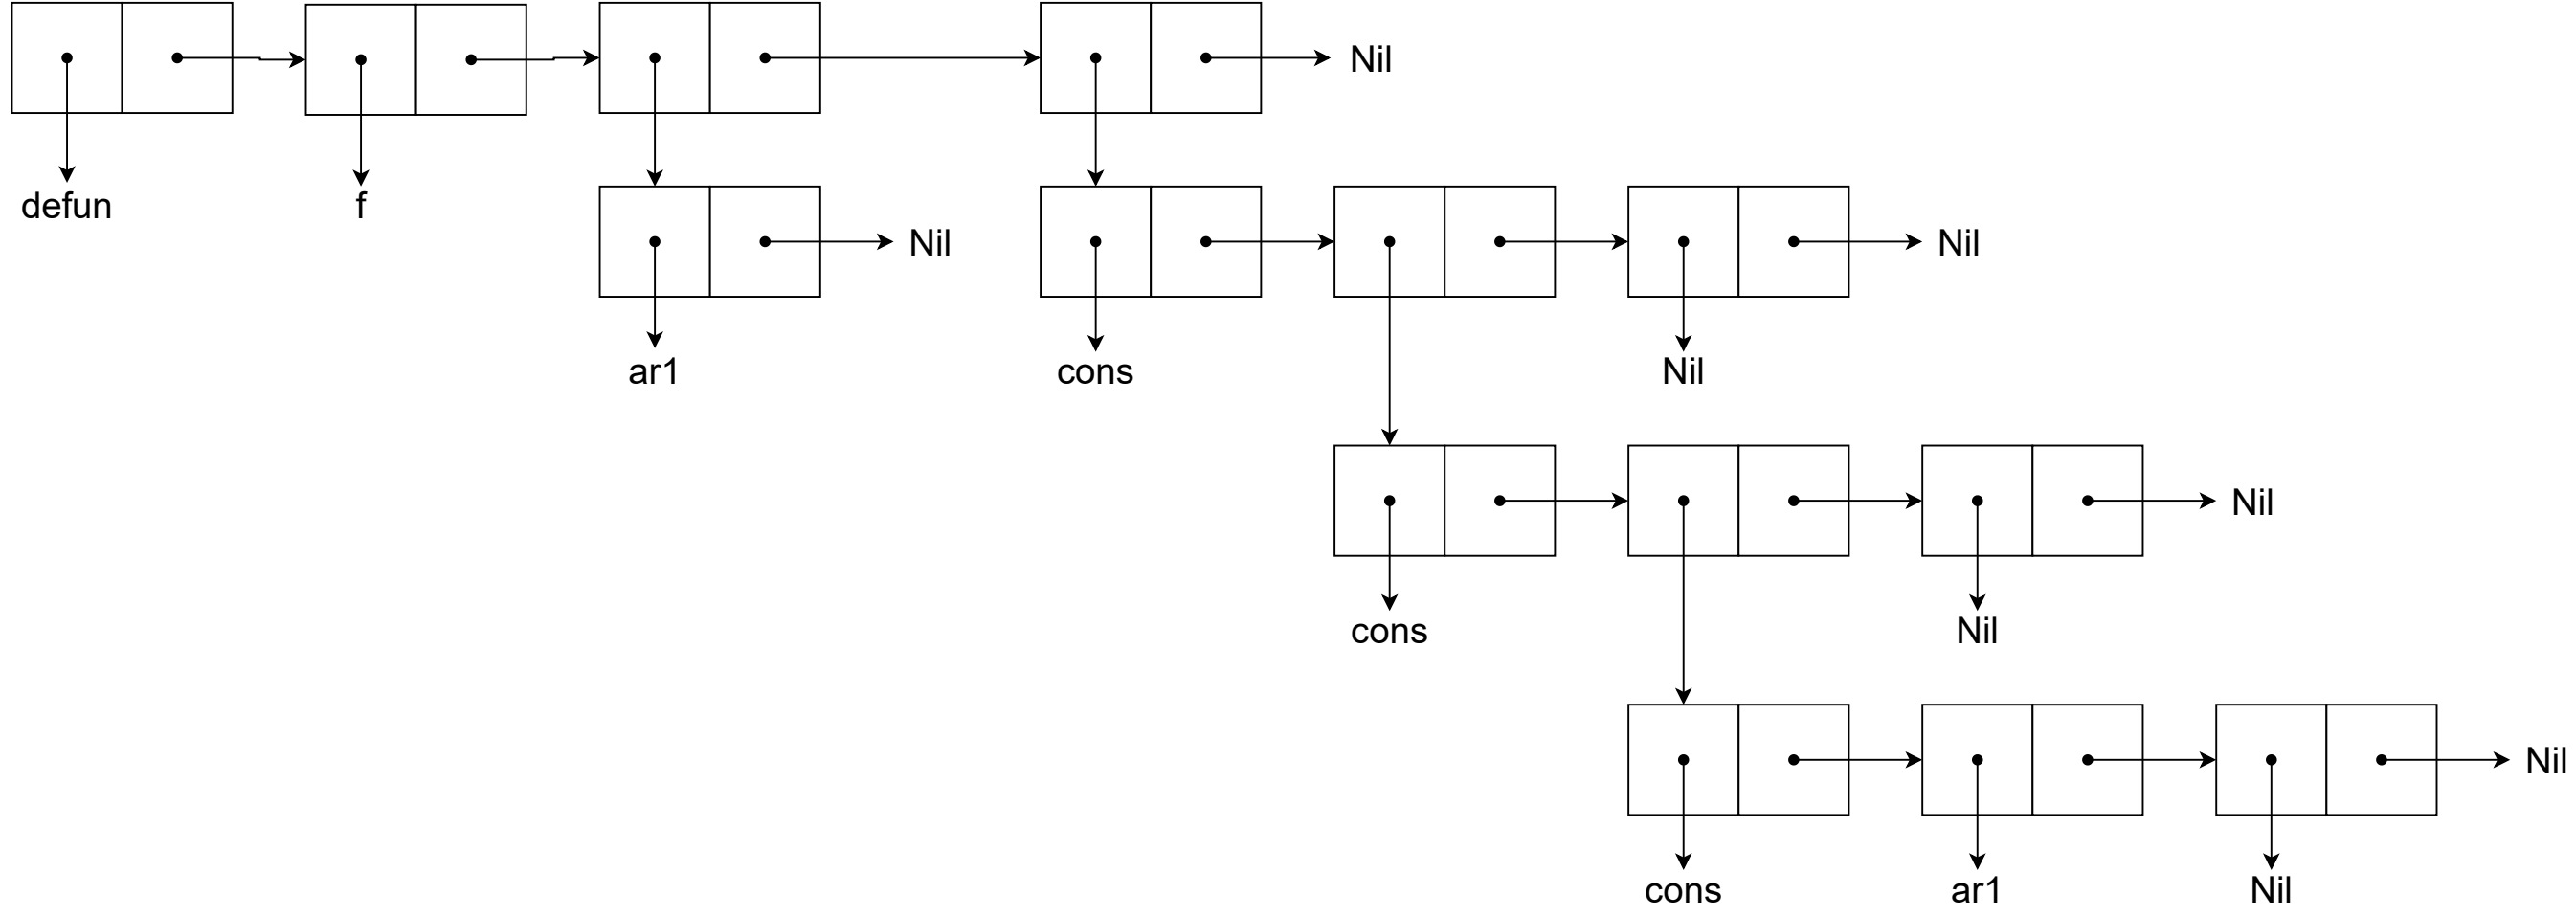 Nil
defun f
Nil Nil
ar1 cons Nil
Nil
cons Nil
Nil
cons ar1 Nil